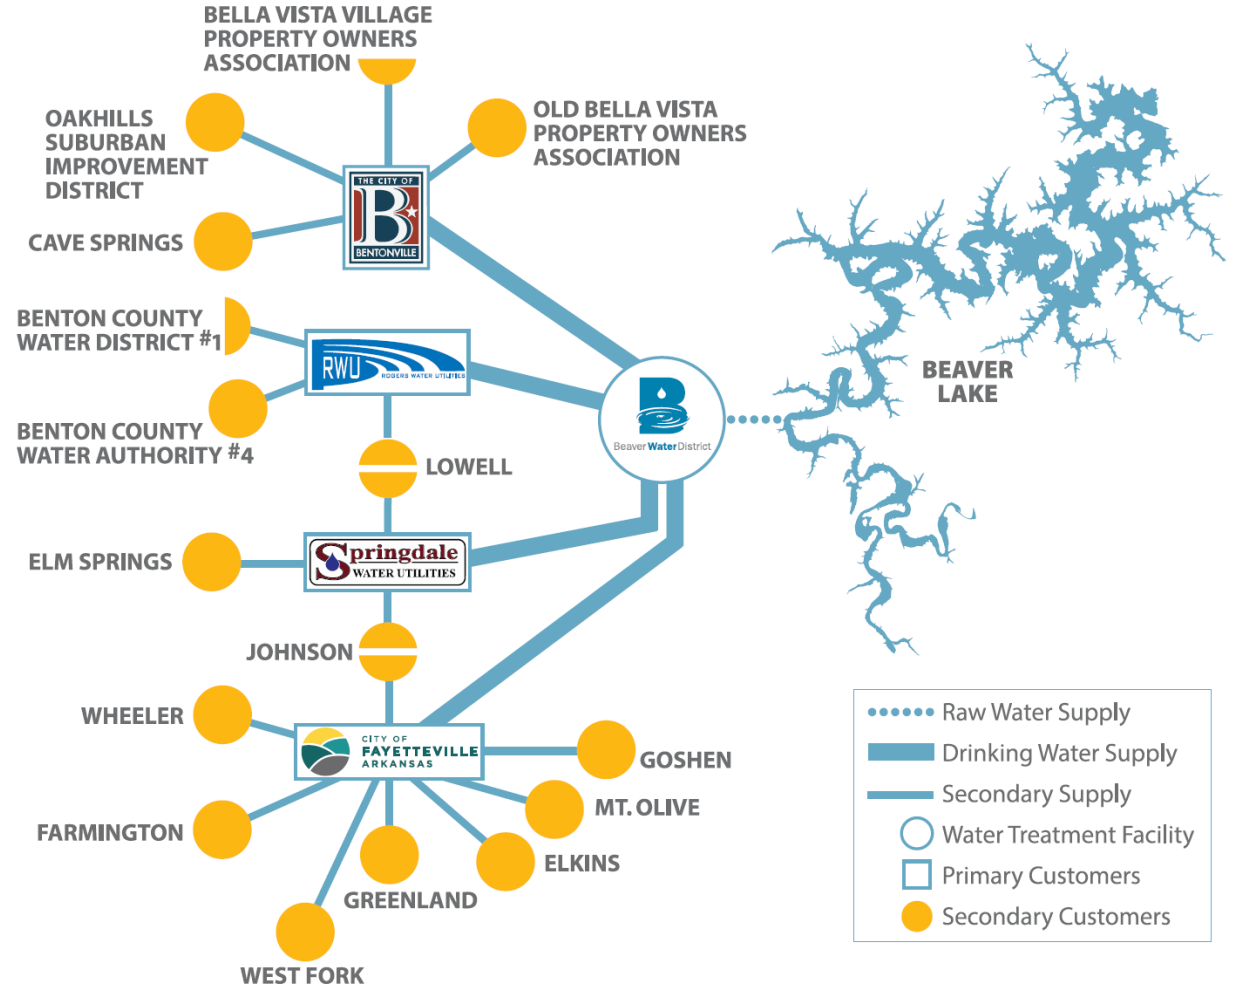 BELLA VISTA VILLAGE
PROPERTY OWNERS
ASSOCIATION
OAKHILLS
SUBURBAN
IMPROVEMENT
DISTRICT
OLD BELLA VISTA
PROPERTY OWNERS
ASSOCIATION
THE CITY OF
B
BENTONVILLE
CAVE SPRINGS
BENTON COUNTY
WATER DISTRICT #1
RWU
ROGERS WATER UTILITIES
BENTON COUNTY
WATER AUTHORITY #4
Beaver Water District
BEAVER
LAKE
LOWELL
ELM SPRINGS
Springdale
WATER UTILITIES
JOHNSON
WHEELER
CITY OF
FAYETTEVILLE
ARKANSAS
GOSHEN
MT. OLIVE
FARMINGTON
ELKINS
GREENLAND
WEST FORK
Raw Water Supply
Drinking Water Supply
Secondary Supply
Water Treatment Facility
Primary Customers
Secondary Customers